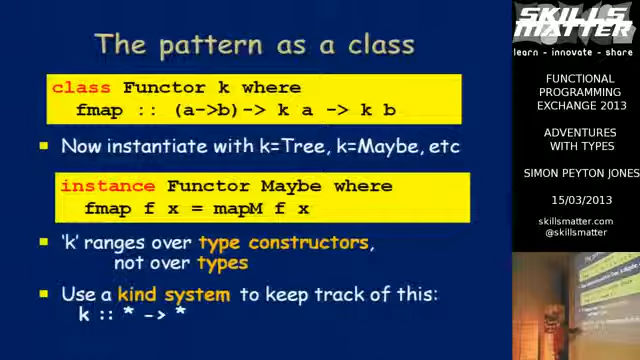 The pattern as a class
class Functor k where
fmap :: (a->b)-> k a -> k b
Now instantiate with k=Tree, k=Maybe, etc
instance Functor Maybe where
fmap f x = mapM f x
‘k’ ranges over type constructors,
not over types
Use a kind system to keep track of this:
k :: * -> *
SKILLS
MATTER
learn - innovate - share
FUNCTIONAL
PROGRAMMING
EXCHANGE 2013
ADVENTURES
WITH TYPES
SIMON PEYTON JONES
15/03/2013
skillsmatter.com
@skillsmatter